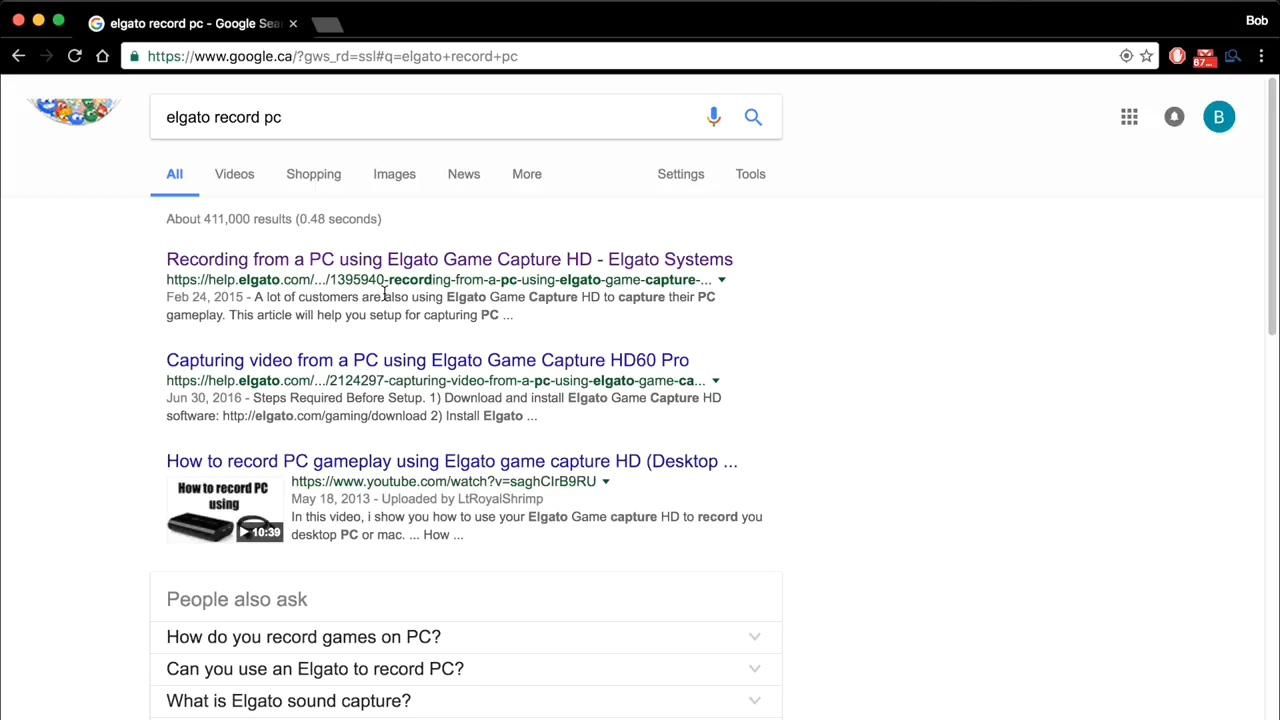 elgato record pc - Google Sea
Bob
https://www.google.ca/?gws_rd=ssl#q=elgato+record+pc
67...
elgato record pc
B
All Videos Shopping Images News More Settings Tools
About 411,000 results (0.48 seconds)
Recording from a PC using Elgato Game Capture HD - Elgato Systems
https://help.elgato.com/.../1395940-recording-from-a-pc-using-elgato-game-capture-...
Feb 24, 2015 - A lot of customers are also using Elgato Game Capture HD to capture their PC
gameplay. This article will help you setup for capturing PC ...
Capturing video from a PC using Elgato Game Capture HD60 Pro
https://help.elgato.com/.../2124297-capturing-video-from-a-pc-using-elgato-game-ca...
Jun 30, 2016 - Steps Required Before Setup. 1) Download and install Elgato Game Capture HD
software: http://elgato.com/gaming/download 2) Install Elgato ...
How to record PC gameplay using Elgato game capture HD (Desktop ...
How to record PC
using
10:39
https://www.youtube.com/watch?v=saghCIrB9RU
May 18, 2013 - Uploaded by LtRoyalShrimp
In this video, i show you how to use your Elgato Game capture HD to record you
desktop PC or mac. ... How ...
People also ask
How do you record games on PC?
Can you use an Elgato to record PC?
What is Elgato sound capture?